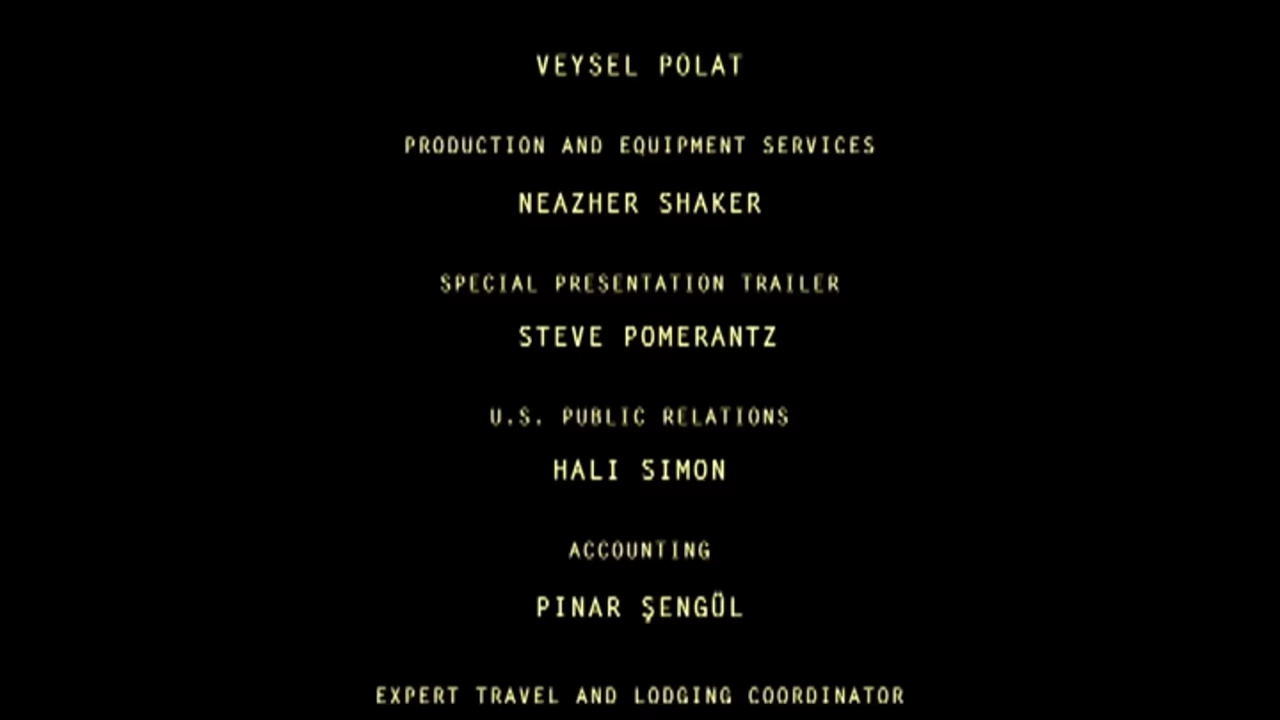 VEYSEL POLAT
PRODUCTION AND EQUIPMENT SERVICES
NEAZHER SHAKER
SPECIAL PRESENTATION TRAILER
STEVE POMERANTZ
U.S. PUBLIC RELATIONS
HALI SIMON
ACCOUNTING
PINAR ŞENGÜL
EXPERT TRAVEL AND LODGING COORDINATOR